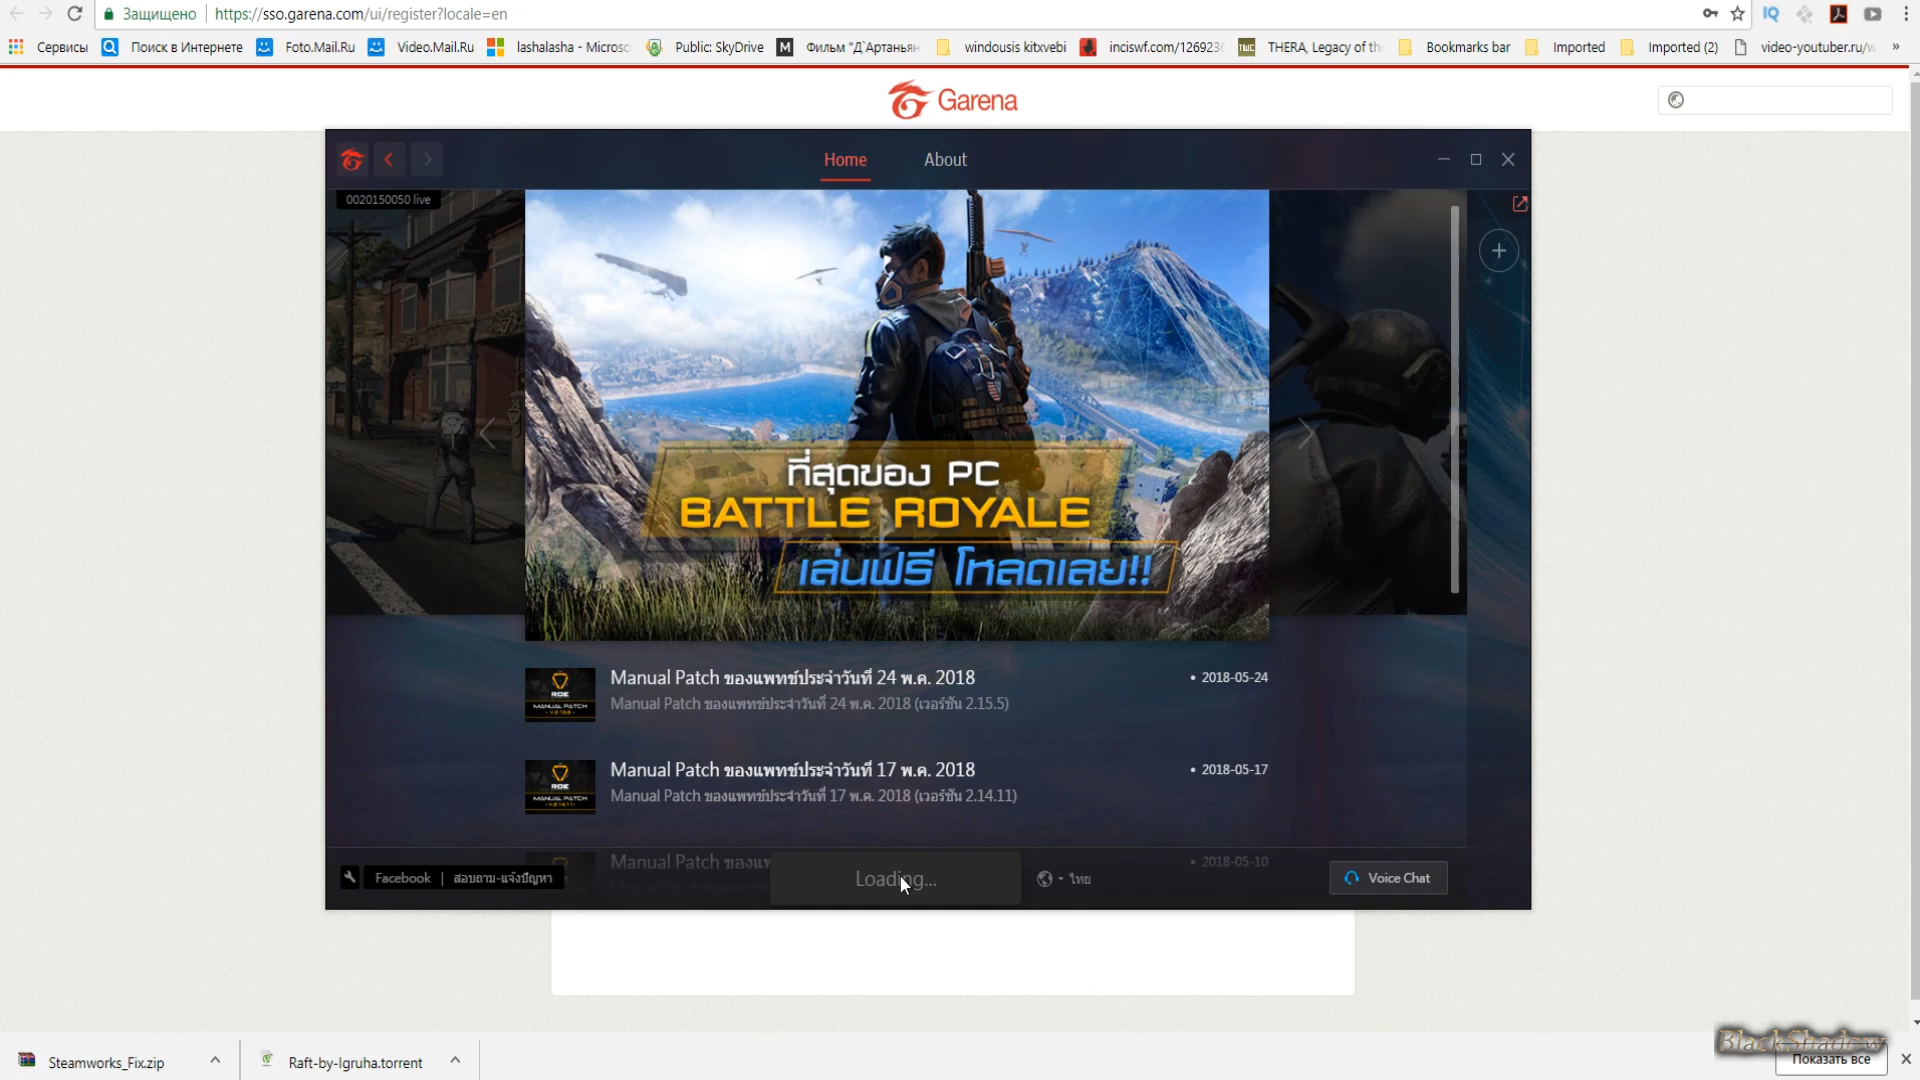 Защищено
https://sso.garena.com/ui/register?locale=en
Сервисы
Поиск в Интернете
Foto.Mail.Ru
Video.Mail.Ru
lashalasha - Microso
Public: SkyDrive
Фильм "Д`Артаньян
windousis kitxvebi
inciswf.com/126923
THERA, Legacy of th
Bookmarks bar
Imported
Imported (2)
video-youtuber.ru/w
»
Garena
Home
About
0020150050 live
ที่สุดของ PC
BATTLE ROYALE
เล่นฟรี โหลดเลย!!
Manual Patch ของแพทช์ประจำวันที่ 24 พ.ค. 2018
• 2018-05-24
Manual Patch ของแพทช์ประจำวันที่ 24 พ.ค. 2018 (เวอร์ชัน 2.15.5)
ROE
MANUAL PATCH
Manual Patch ของแพทช์ประจำวันที่ 17 พ.ค. 2018
• 2018-05-17
Manual Patch ของแพทช์ประจำวันที่ 17 พ.ค. 2018 (เวอร์ชัน 2.14.11)
ROE
MANUAL PATCH
Manual Patch ของแพท
• 2018-05-10
Facebook | สอบถาม-แจ้งปัญหา
Loading...
ไทย
Voice Chat
Steamworks_Fix.zip
Raft-by-Igruha.torrent
BlackShadow
Показать все